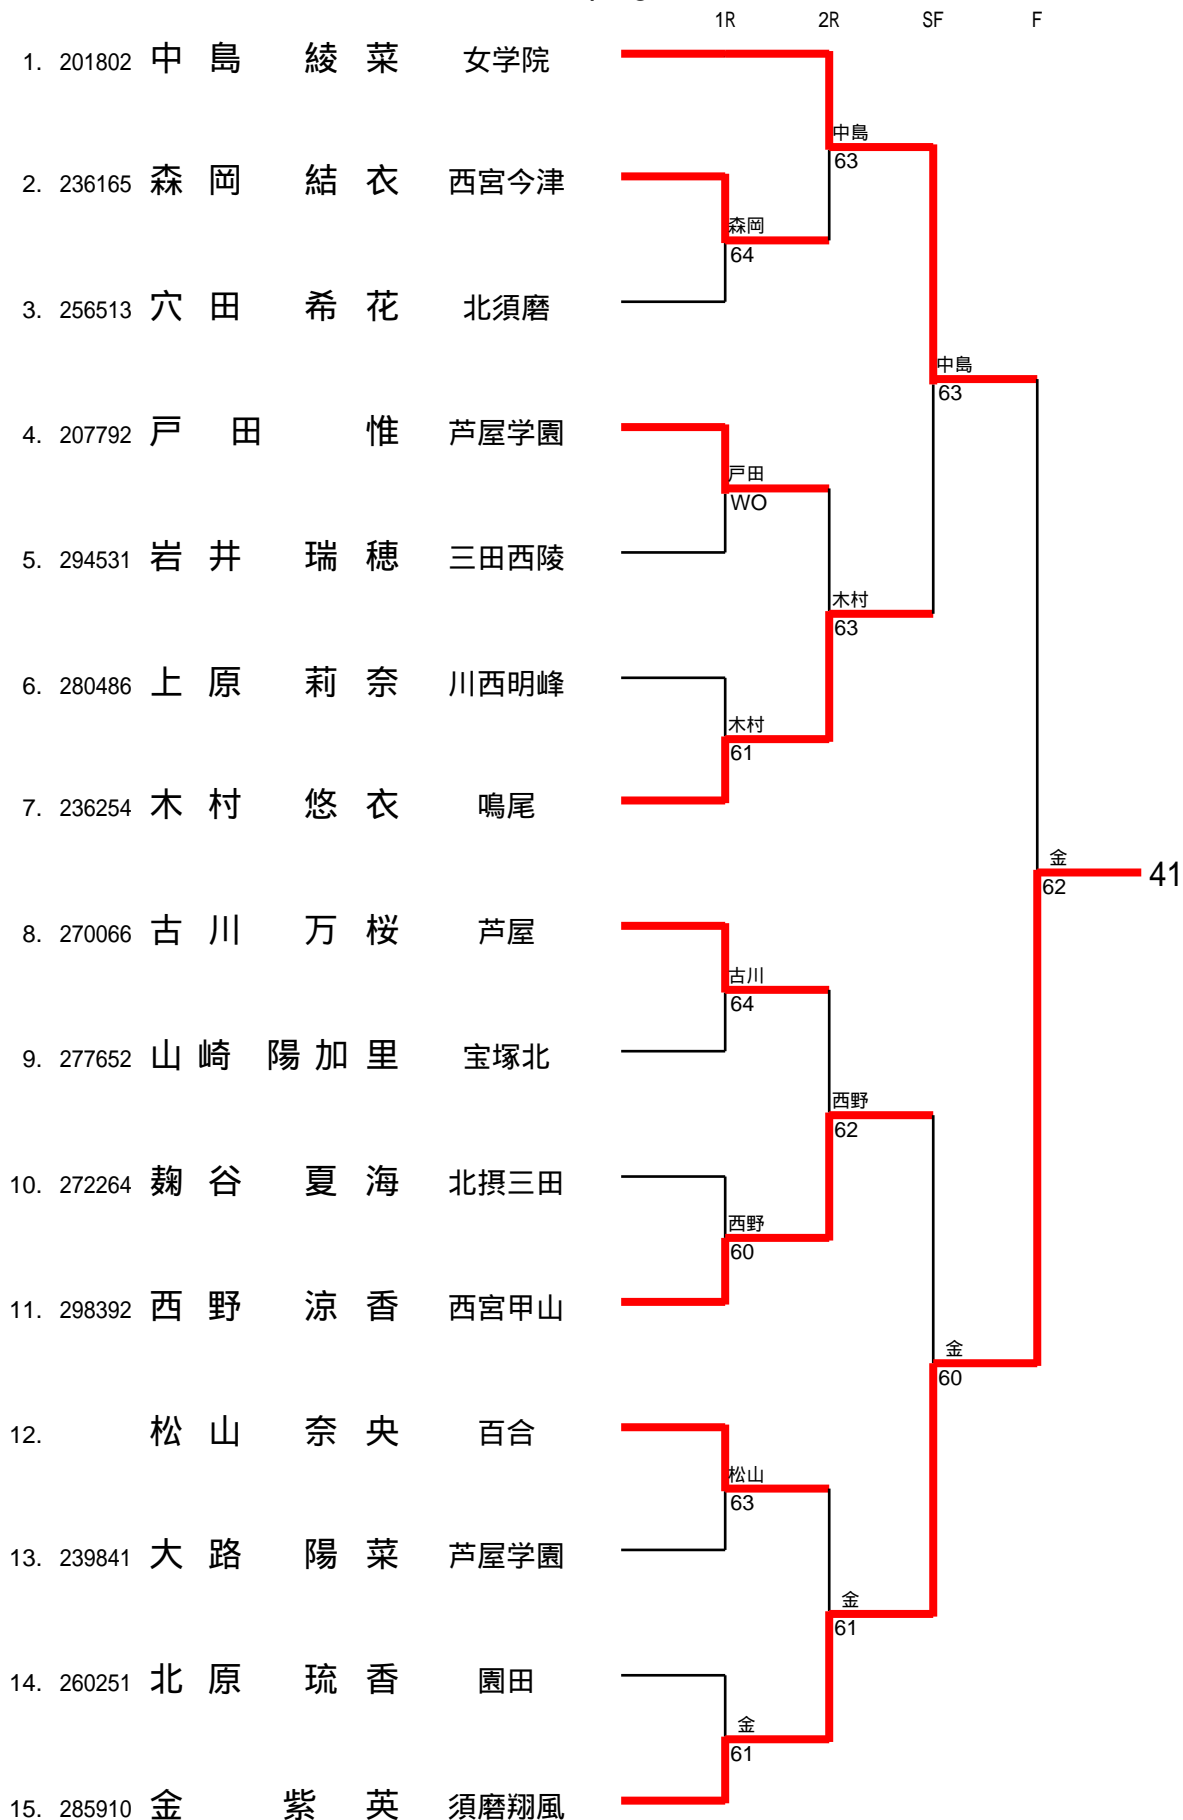 1R 2R SF F
1. 201802 中島 綾菜 女学院
中島
63
2. 236165 森岡 結衣 西宮今津
森岡
64
3. 256513 穴田 希花 北須磨
中島
63
4. 207792 戸田 惟 芦屋学園
戸田
WO
5. 294531 岩井 瑞穂 三田西陵
木村
63
6. 280486 上原 莉奈 川西明峰
木村
61
7. 236254 木村 悠衣 鳴尾
金
62
41
8. 270066 古川 万桜 芦屋
古川
64
9. 277652 山崎 陽加里 宝塚北
西野
62
10. 272264 麹谷 夏海 北摂三田
西野
60
11. 298392 西野 涼香 西宮甲山
金
60
12. 松山 奈央 百合
松山
63
13. 239841 大路 陽菜 芦屋学園
金
61
14. 260251 北原 琉香 園田
金
61
15. 285910 金 紫英 須磨翔風